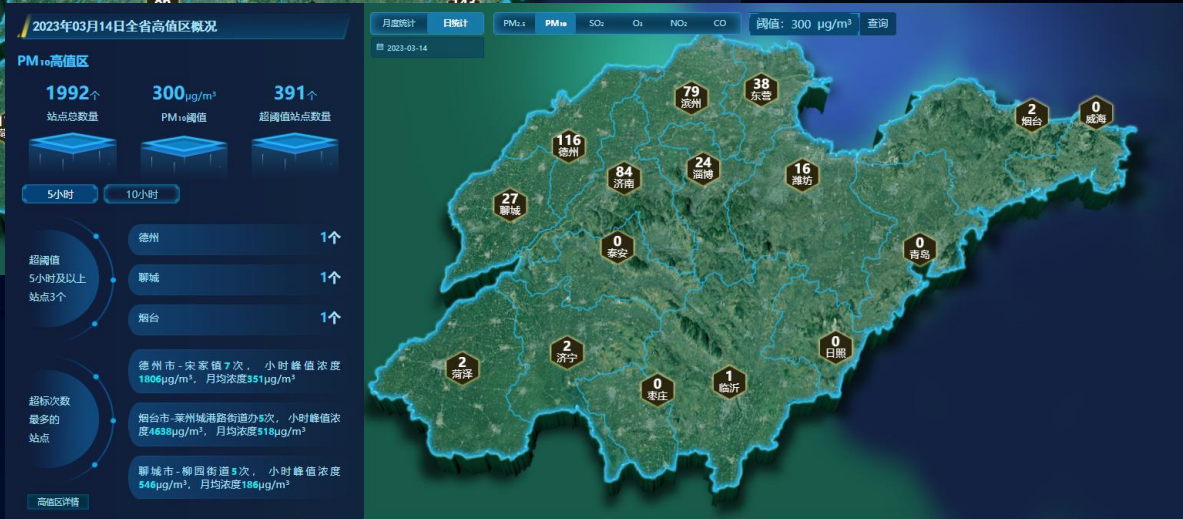 2023年03月14日全省高值区概况
PM₁₀高值区
1992个
300μg/m³
391个
站点总数量
PM₁₀阈值
超阈值站点数量
5小时
10小时
超阈值
5小时及以上
站点3个
德州
1个
聊城
1个
烟台
1个
超标次数
最多的
站点
德州市-宋家镇7次， 小时峰值浓度
1806μg/m³， 月均浓度351μg/m³
烟台市-莱州城港路街道办5次， 小时峰值浓
度4638μg/m³， 月均浓度518μg/m³
聊城市-柳园街道5次， 小时峰值浓度
546μg/m³， 月均浓度186μg/m³
高值区详情
月度统计
日统计
PM₂.₅
PM₁₀
SO₂
O₃
NO₂
CO
阈值：300 μg/m³
查询
2023-03-14
79
滨州
38
东营
2
烟台
0
威海
116
德州
84
济南
24
淄博
16
潍坊
27
聊城
0
泰安
0
青岛
2
菏泽
2
济宁
0
枣庄
1
临沂
0
日照